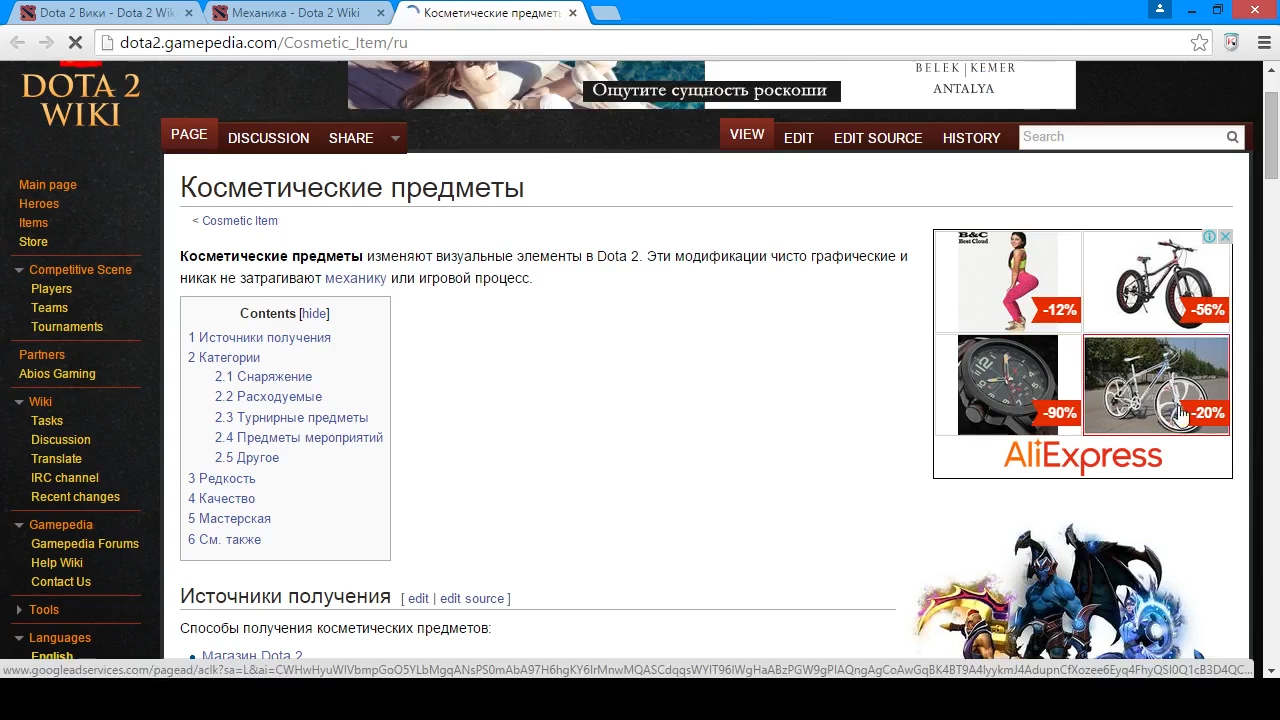 Dota 2 Вики - Dota 2 Wik
Механика - Dota 2 Wiki
Косметические предметы
dota2.gamepedia.com/Cosmetic_Item/ru
Ощутите сущность роскоши
BELEK | KEMER
ANTALYA
DOTA 2
WIKI
PAGE
DISCUSSION
SHARE
VIEW
EDIT
EDIT SOURCE
HISTORY
Search
Main page
Heroes
Items
Store
Competitive Scene
Players
Teams
Tournaments
Partners
Abios Gaming
Wiki
Tasks
Discussion
Translate
IRC channel
Recent changes
Gamepedia
Gamepedia Forums
Help Wiki
Contact Us
Tools
Languages
English
Косметические предметы
< Cosmetic Item
Косметические предметы изменяют визуальные элементы в Dota 2. Эти модификации чисто графические и
никак не затрагивают механику или игровой процесс.
Contents [hide]
1 Источники получения
2 Категории
2.1 Снаряжение
2.2 Расходуемые
2.3 Турнирные предметы
2.4 Предметы мероприятий
2.5 Другое
3 Редкость
4 Качество
5 Мастерская
6 См. также
Источники получения [ edit | edit source ]
Способы получения косметических предметов:
Магазин Dota 2
B&C
Best Cloud
-12%
-56%
-90%
-20%
AliExpress